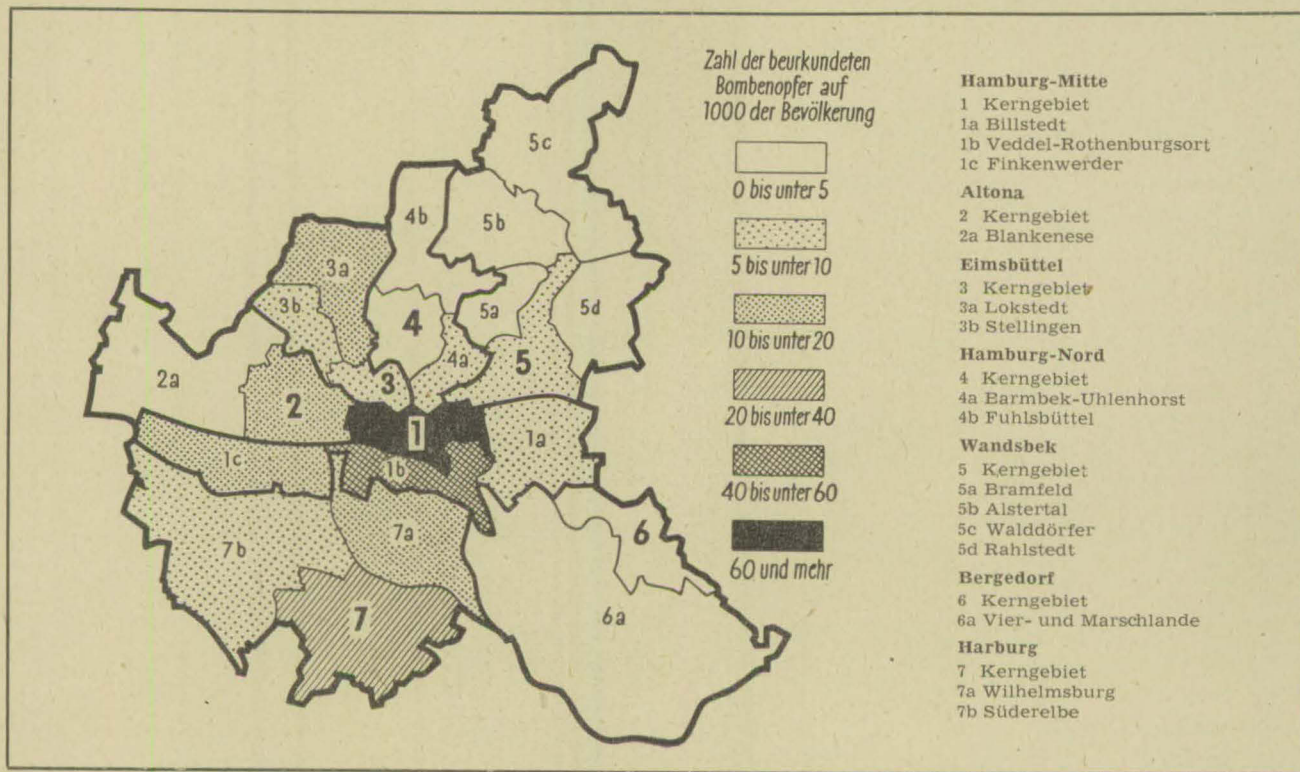 5c
4b
5b
3a
3b
4
5a
5d
4a
5
2a
2
3
1
1a
1c
1b
6
7b
7a
7
6a
Zahl der beurkundeten
Bombenopfer auf
1000 der Bevölkerung
0 bis unter 5
5 bis unter 10
10 bis unter 20
20 bis unter 40
40 bis unter 60
60 und mehr
Hamburg-Mitte
1 Kerngebiet
1a Billstedt
1b Veddel-Rothenburgsort
1c Finkenwerder
Altona
2 Kerngebiet
2a Blankenese
Eimsbüttel
3 Kerngebiet
3a Lokstedt
3b Stellingen
Hamburg-Nord
4 Kerngebiet
4a Barmbek-Uhlenhorst
4b Fuhlsbüttel
Wandsbek
5 Kerngebiet
5a Bramfeld
5b Alstertal
5c Walddörfer
5d Rahlstedt
Bergedorf
6 Kerngebiet
6a Vier- und Marschlande
Harburg
7 Kerngebiet
7a Wilhelmsburg
7b Süderelbe